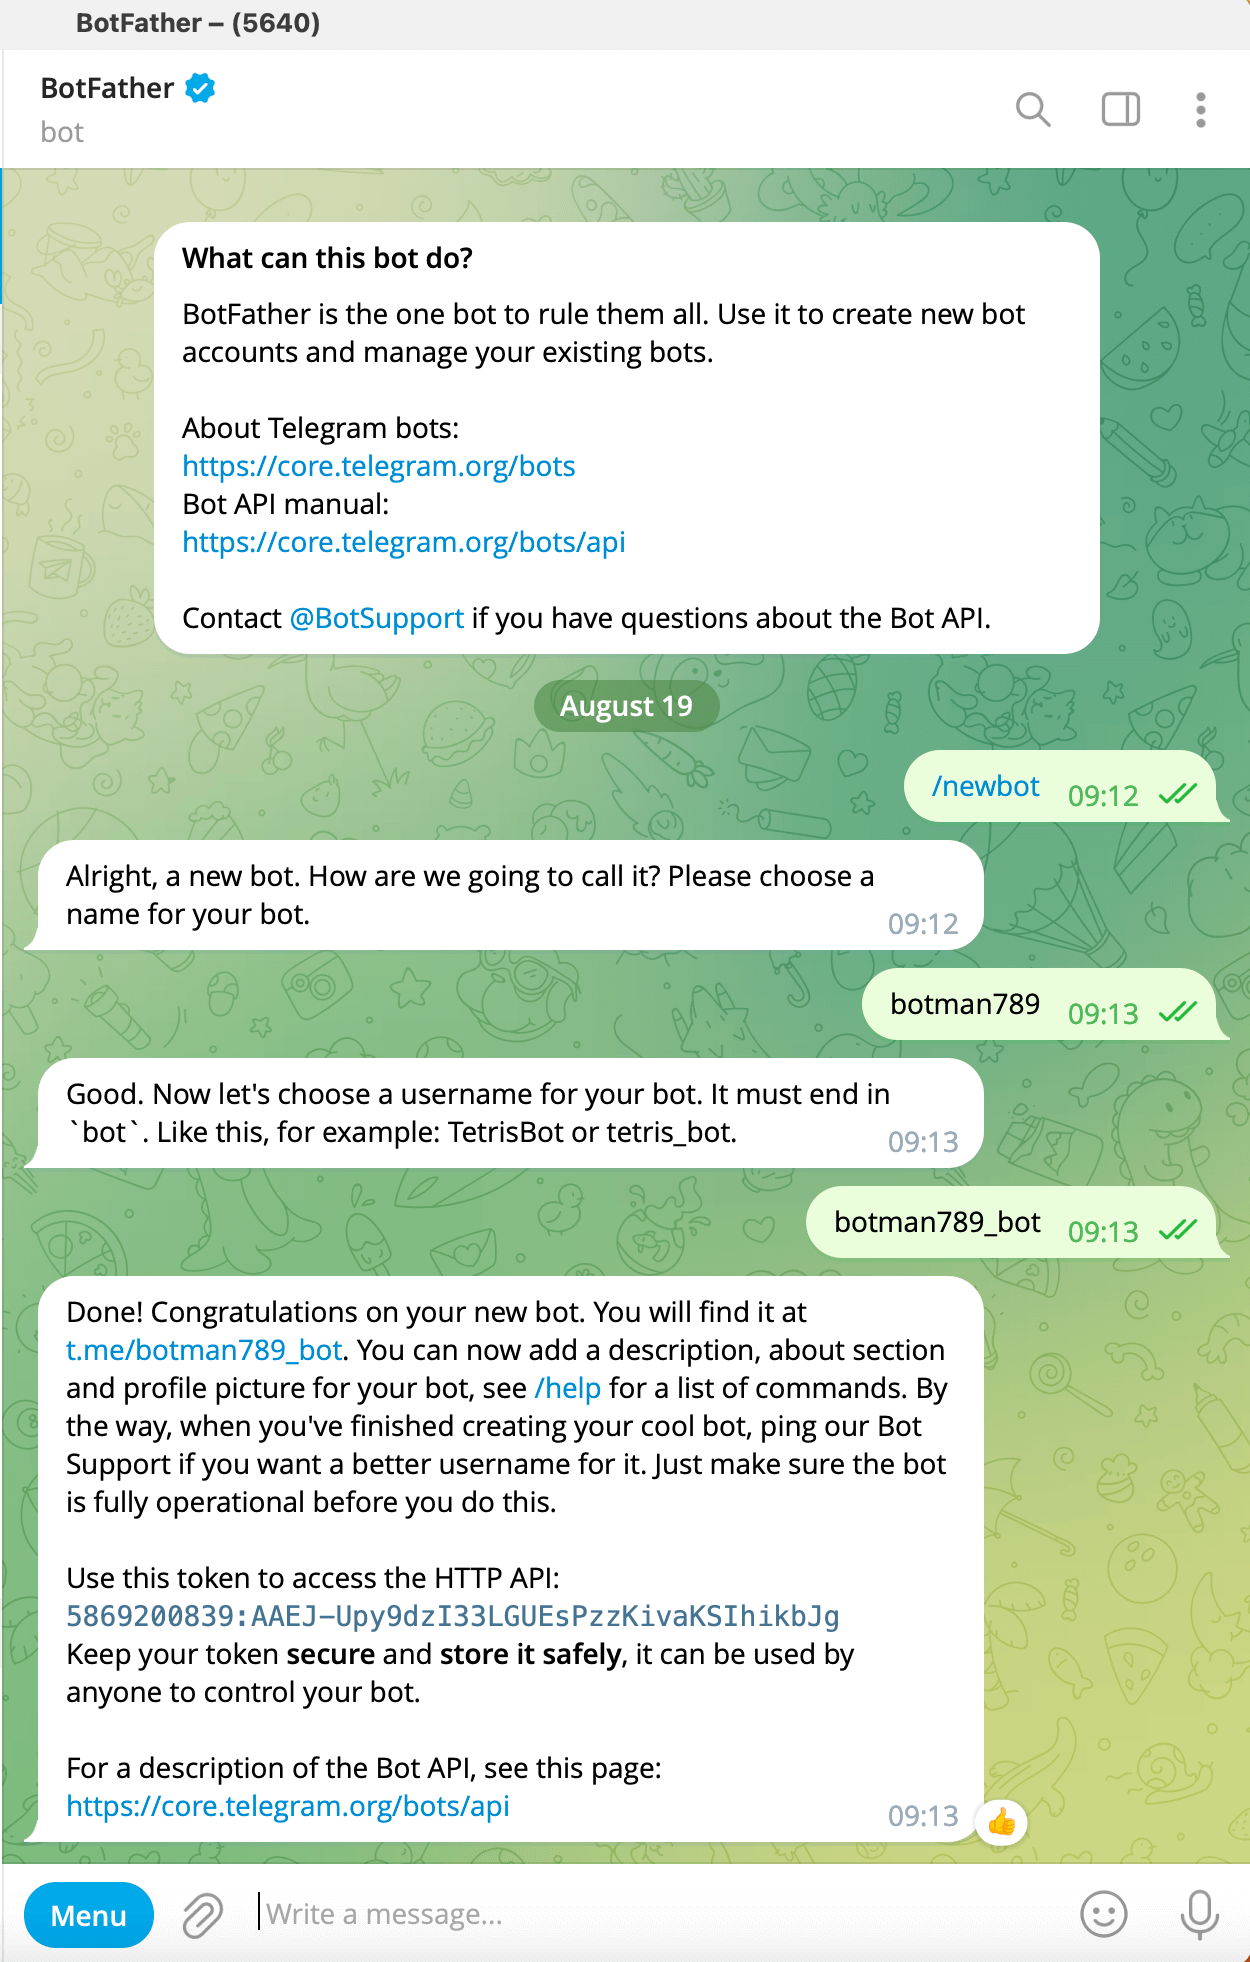 BotFather – (5640)
BotFather
bot
What can this bot do?
BotFather is the one bot to rule them all. Use it to create new bot
accounts and manage your existing bots.
About Telegram bots:
https://core.telegram.org/bots
Bot API manual:
https://core.telegram.org/bots/api
Contact @BotSupport if you have questions about the Bot API.
August 19
/newbot 09:12
Alright, a new bot. How are we going to call it? Please choose a
name for your bot.
09:12
botman789 09:13
Good. Now let's choose a username for your bot. It must end in
`bot`. Like this, for example: TetrisBot or tetris_bot.
09:13
botman789_bot 09:13
Done! Congratulations on your new bot. You will find it at
t.me/botman789_bot. You can now add a description, about section
and profile picture for your bot, see /help for a list of commands. By
the way, when you've finished creating your cool bot, ping our Bot
Support if you want a better username for it. Just make sure the bot
is fully operational before you do this.
Use this token to access the HTTP API:
5869200839:AAEJ-Upy9dzI33LGUEsPzzKivaKSIhikbJg
Keep your token secure and store it safely, it can be used by
anyone to control your bot.
For a description of the Bot API, see this page:
https://core.telegram.org/bots/api
09:13
Menu
Write a message...